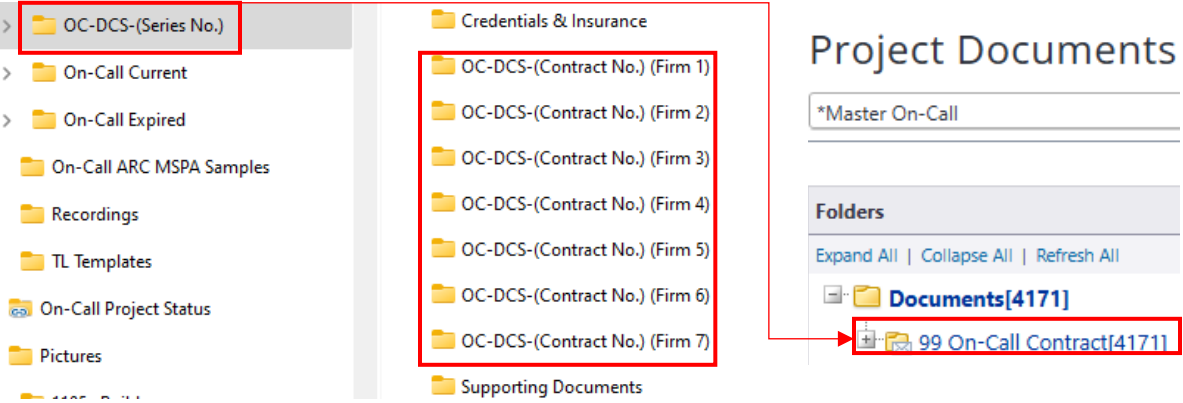 OC-DCS-(Series No.)
On-Call Current
On-Call Expired
On-Call ARC MSPA Samples
Recordings
TL Templates
On-Call Project Status
Pictures
Credentials & Insurance
OC-DCS-(Contract No.) (Firm 1)
OC-DCS-(Contract No.) (Firm 2)
OC-DCS-(Contract No.) (Firm 3)
OC-DCS-(Contract No.) (Firm 4)
OC-DCS-(Contract No.) (Firm 5)
OC-DCS-(Contract No.) (Firm 6)
OC-DCS-(Contract No.) (Firm 7)
Supporting Documents
Project Documents
*Master On-Call
Folders
Expand All | Collapse All | Refresh All
Documents[4171]
99 On-Call Contract[4171]